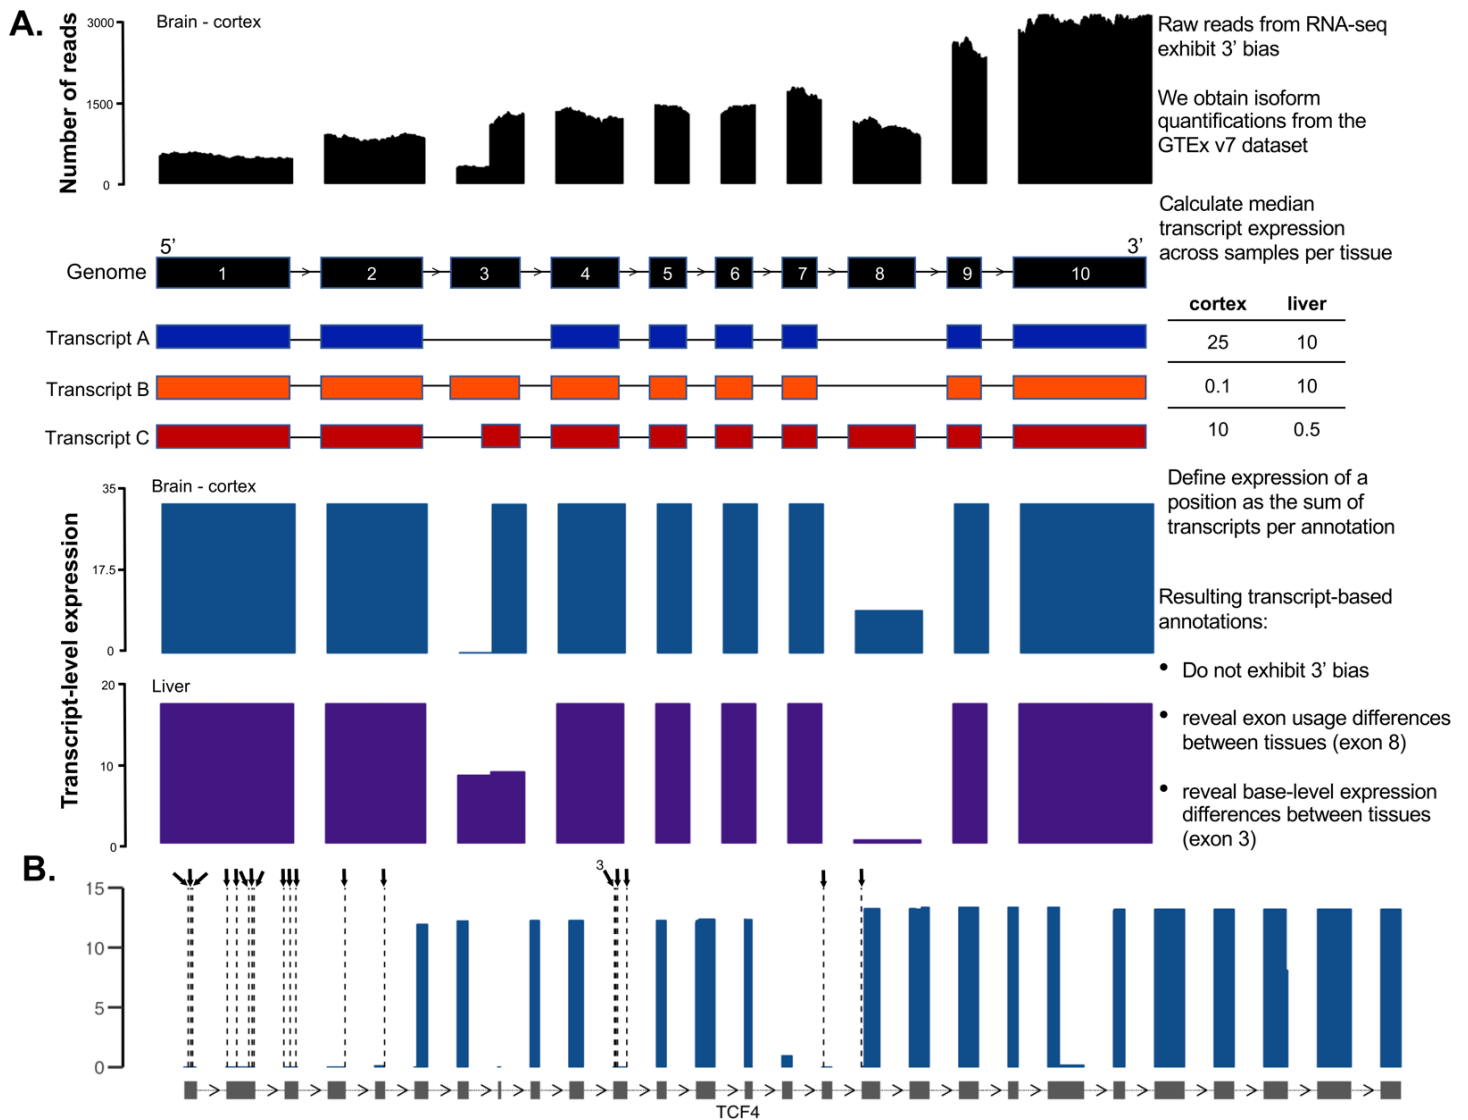 A.
Brain - cortex
Number of reads
3000
1500
0
Raw reads from RNA-seq
exhibit 3’ bias
We obtain isoform
quantifications from the
GTEx v7 dataset
Calculate median
transcript expression
across samples per tissue
5’
3’
Genome
1 2 3 4 5 6 7 8 9 10
cortex liver
Transcript A
25 10
Transcript B
0.1 10
Transcript C
10 0.5
Transcript-level expression
Brain - cortex
35
17.5
0
Define expression of a
position as the sum of
transcripts per annotation
Resulting transcript-based
annotations:
• Do not exhibit 3’ bias
• reveal exon usage differences
between tissues (exon 8)
• reveal base-level expression
differences between tissues
(exon 3)
Liver
20
10
0
B.
3
15
10
5
0
TCF4